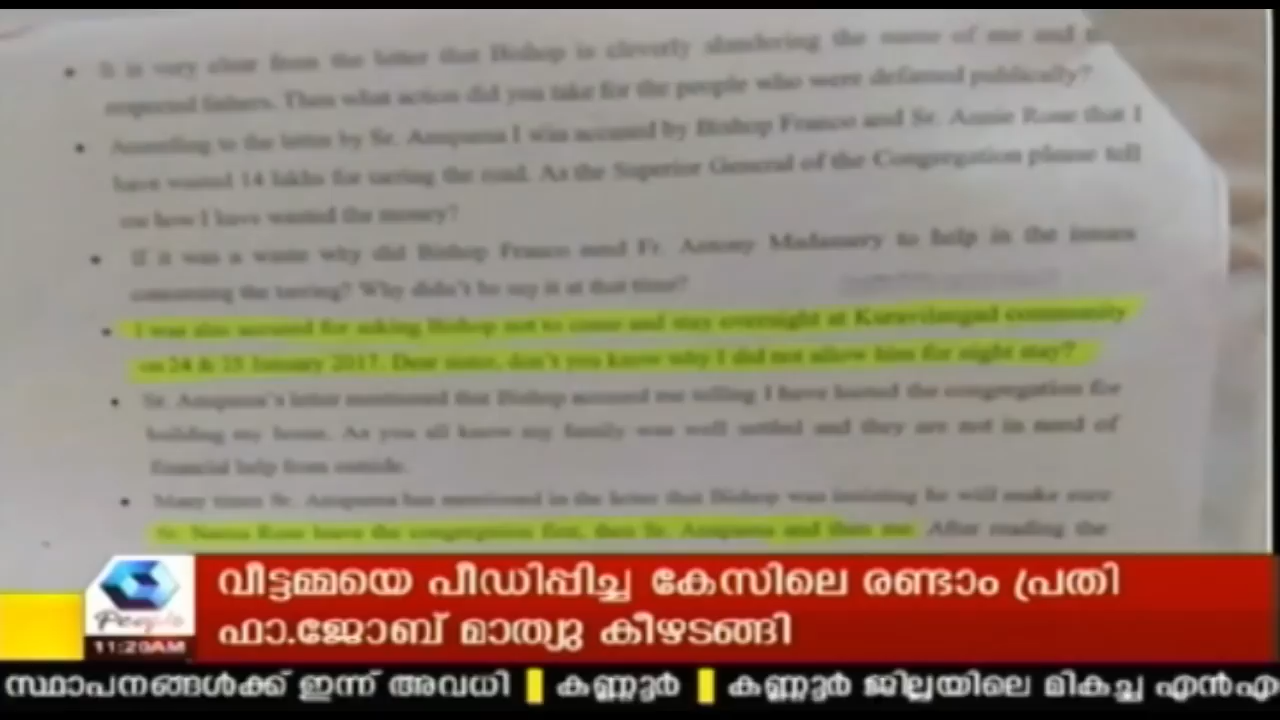 It is very clear from the letter that Bishop is cleverly slandering the name of me and
respected fathers. Then what action did you take for the people who were defamed publically?
According to the letter by Sr. Anupama I was accused by Bishop Franco and Sr. Annie Rose that I
have wasted 14 lakhs for tarring the road. As the Superior General of the Congregation please tell
me how I have wasted the money?
If it was a waste why did Bishop Franco send Fr. Antony Madassery to help in the issues
concerning the tarring? Why didn't he say it at that time?
I was also accused for asking Bishop not to come and stay overnight at Kuravilangad community
on 24 & 25 January 2017. Dear sister, don't you know why I did not allow him for night stay?
Sr. Anupama's letter mentioned that Bishop accused me telling I have looted the congregation for
building my home. As you all know my family was well settled and they are not in need of
financial help from outside.
Many times Sr. Anupama has mentioned in the letter that Bishop was insisting he will make sure
Sr. Neena Rose leave the congregation first, then Sr. Anupama and then me. After reading the
വീട്ടമ്മയെ പീഡിപ്പിച്ച കേസിലെ രണ്ടാം പ്രതി
ഫാ.ജോബ് മാത്യു കീഴടങ്ങി
People
11:20AM
സ്ഥാപനങ്ങൾക്ക് ഇന്ന് അവധി കണ്ണൂർ കണ്ണൂർ ജില്ലയിലെ മികച്ച എൻഎ